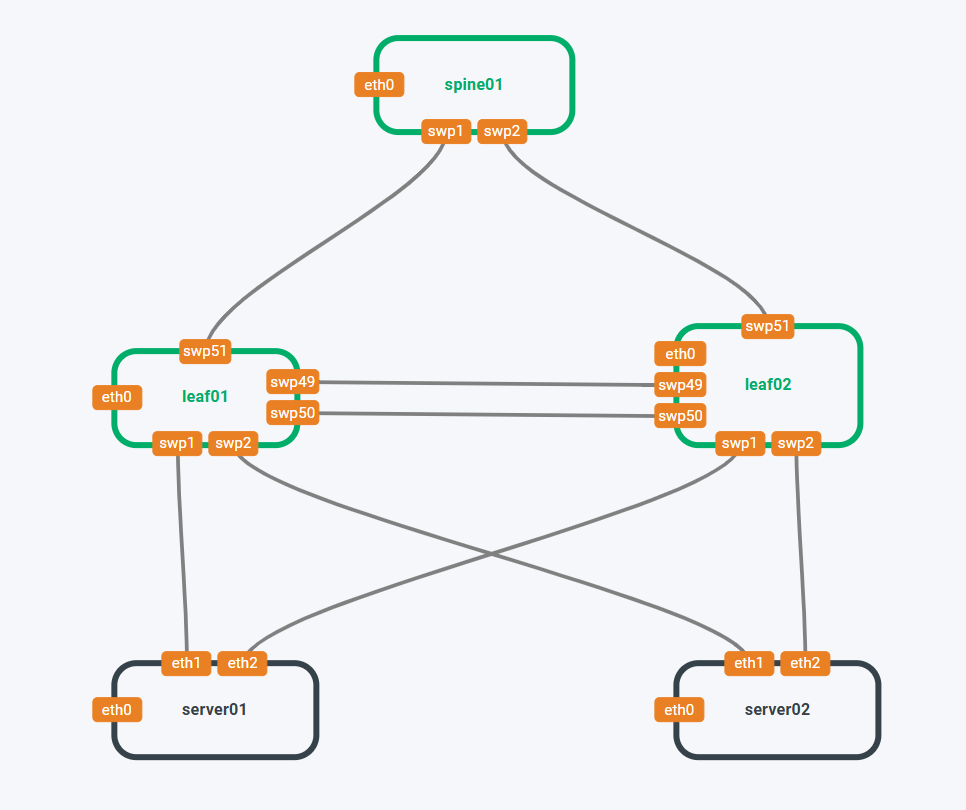 eth0
spine01
swp1 swp2
swp51
swp51
eth0
swp49
swp50
leaf01
eth0
swp49
swp50
leaf02
swp1 swp2
swp1 swp2
eth1 eth2
eth0
server01
eth1 eth2
eth0
server02